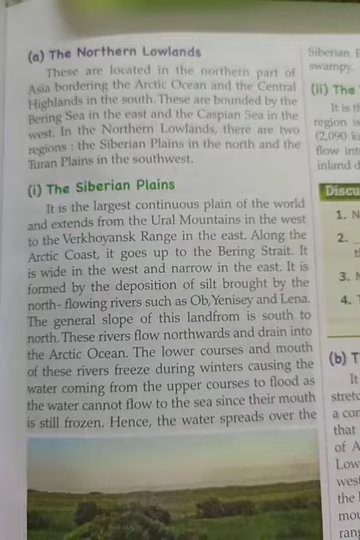 (a) The Northern Lowlands
These are located in the northern part of
Asia bordering the Arctic Ocean and the Central
Highlands in the south. These are bounded by the
Bering Sea in the east and the Caspian Sea in the
west. In the Northern Lowlands, there are two
regions : the Siberian Plains in the north and the
Turan Plains in the southwest.
(i) The Siberian Plains
It is the largest continuous plain of the world
and extends from the Ural Mountains in the west
to the Verkhoyansk Range in the east. Along the
Arctic Coast, it goes up to the Bering Strait. It
is wide in the west and narrow in the east. It is
formed by the deposition of silt brought by the
north- flowing rivers such as Ob, Yenisey and Lena.
The general slope of this landfrom is south to
north. These rivers flow northwards and drain into
the Arctic Ocean. The lower courses and mouth
of these rivers freeze during winters causing the
water coming from the upper courses to flood as
the water cannot flow to the sea since their mouth
is still frozen. Hence, the water spreads over the
Siberian
swampy.
(ii) The
It is
region is
(2,090
flow
inland
1.
2.
3.
4.
(b)
It
a
that
of
the